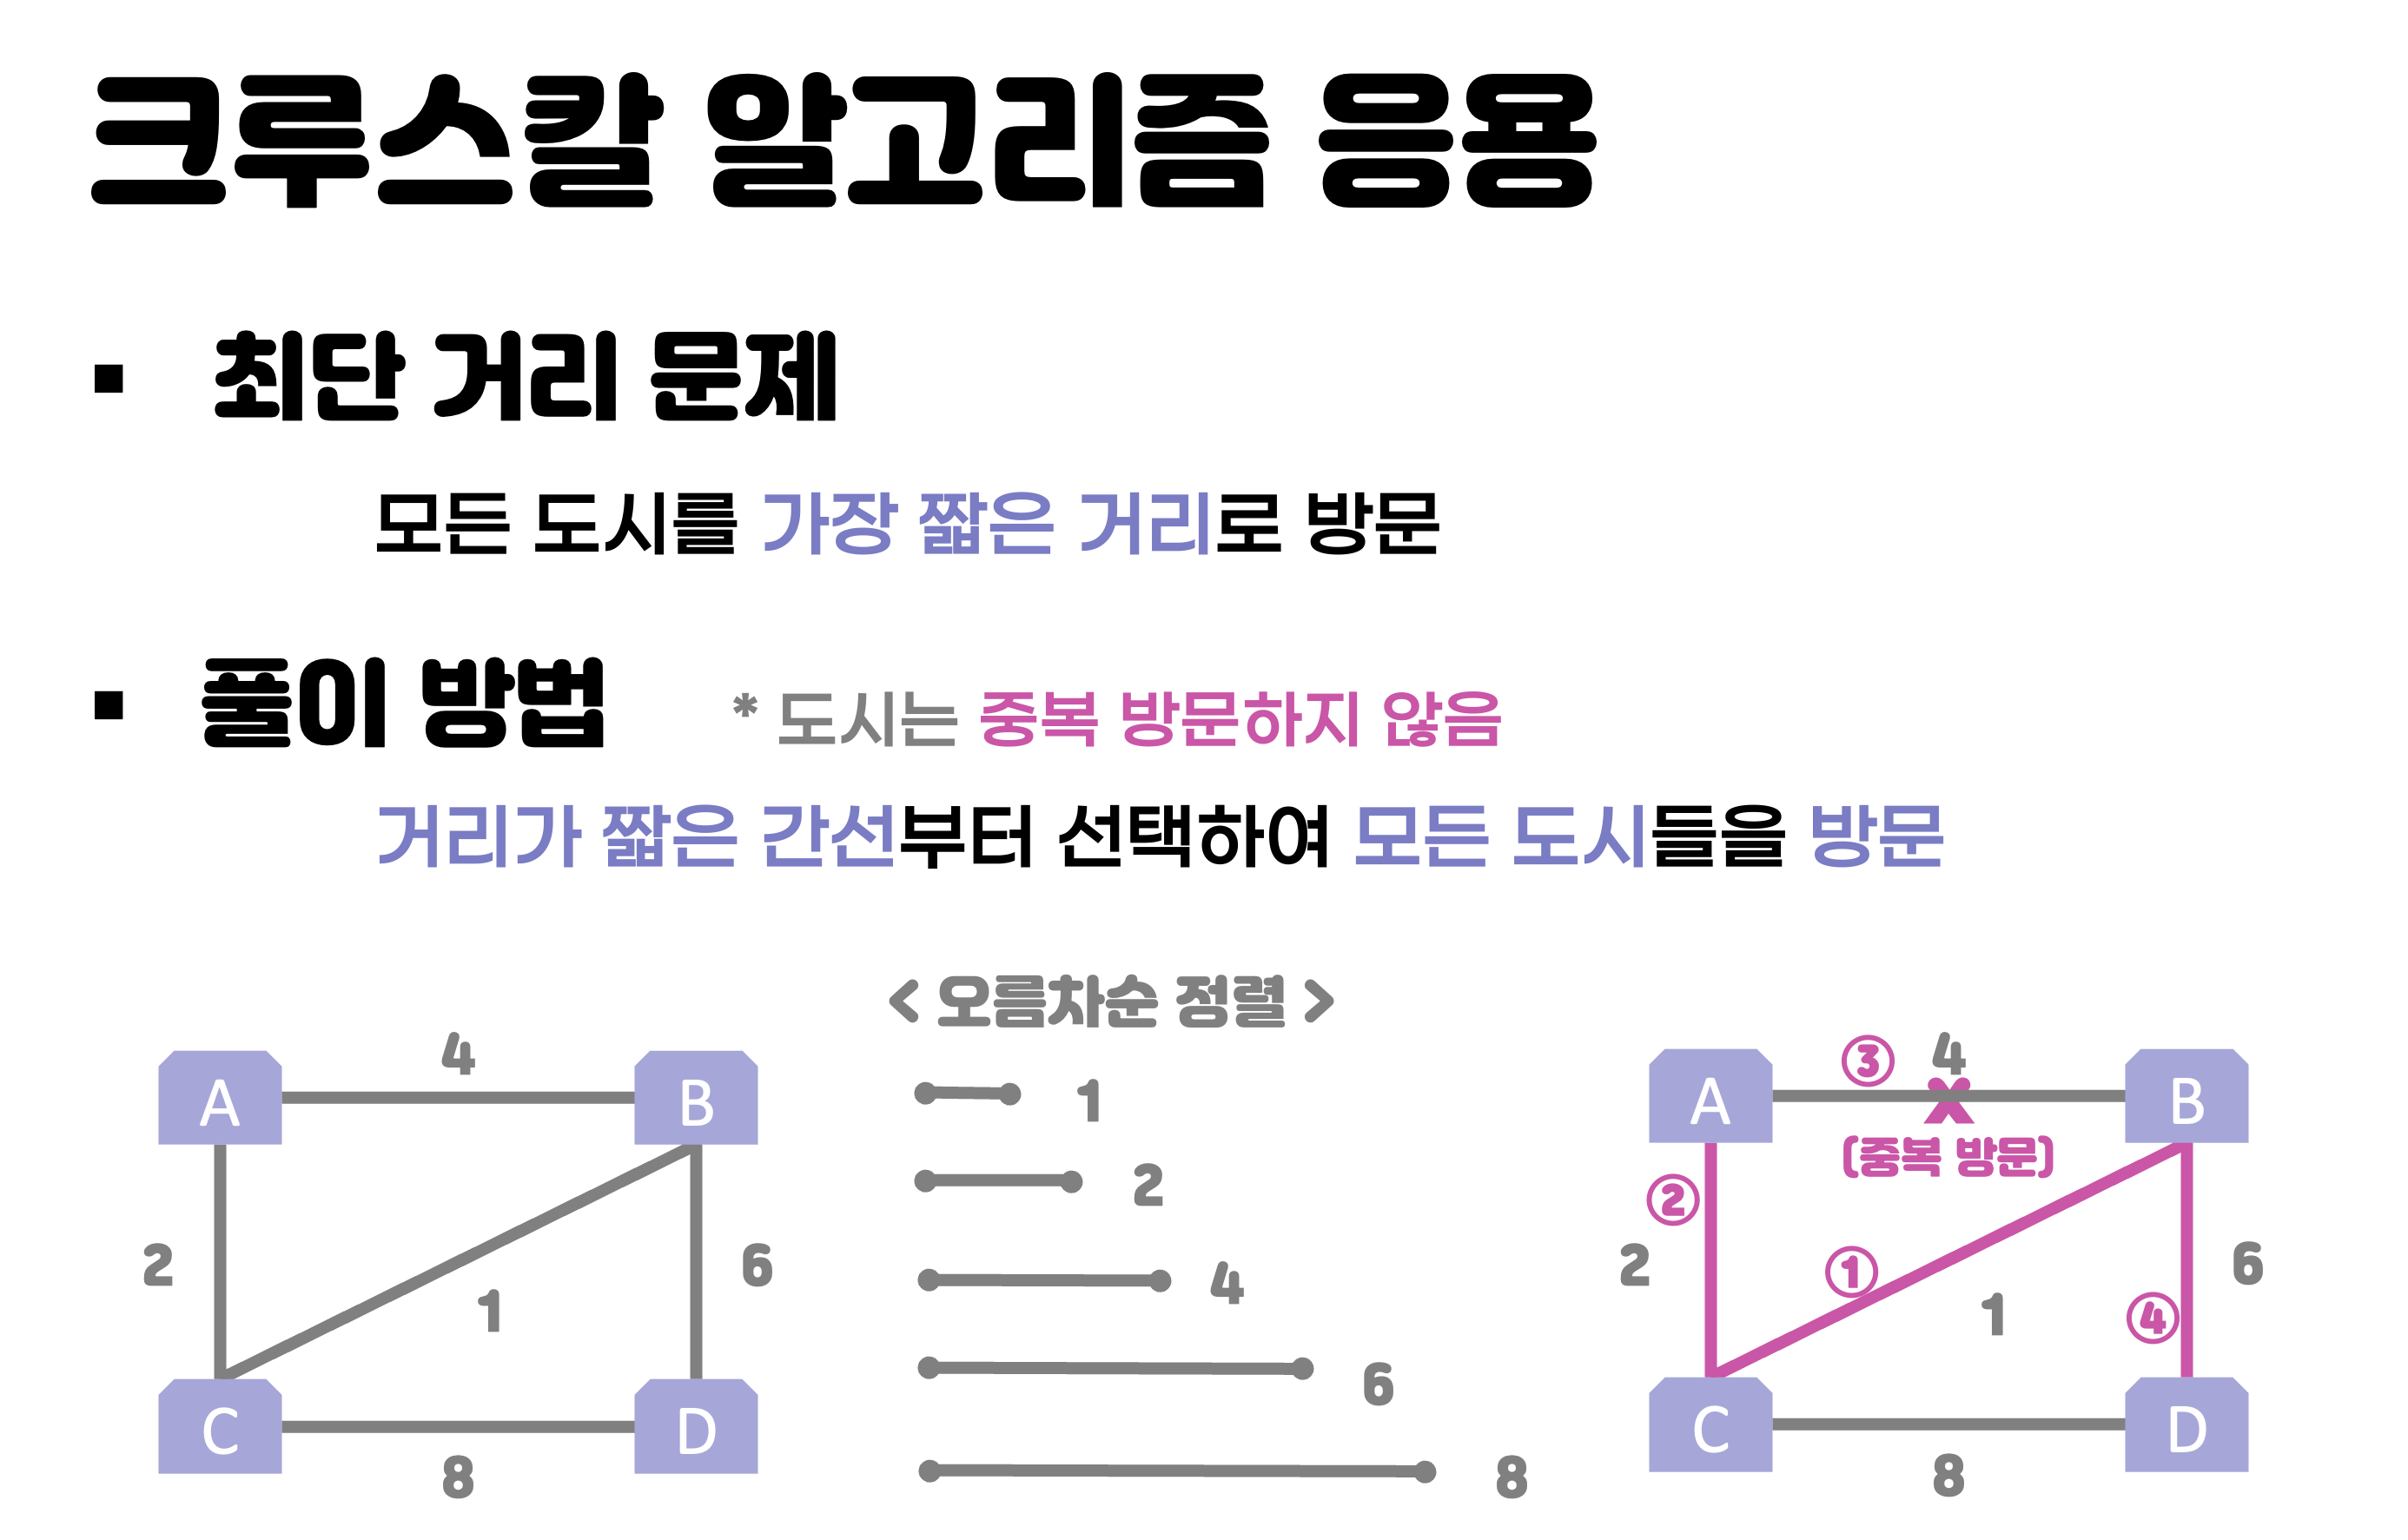 크루스칼 알고리즘 응용
▪ 최단 거리 문제
모든 도시를 가장 짧은 거리로 방문
▪ 풀이 방법
* 도시는 중복 방문하지 않음
거리가 짧은 간선부터 선택하여 모든 도시들을 방문
< 오름차순 정렬 >
4
A
B
2
1
6
C
D
8
1
2
4
6
8
③
4
A
X
B
(중복 방문)
②
2
①
1
④
6
C
D
8